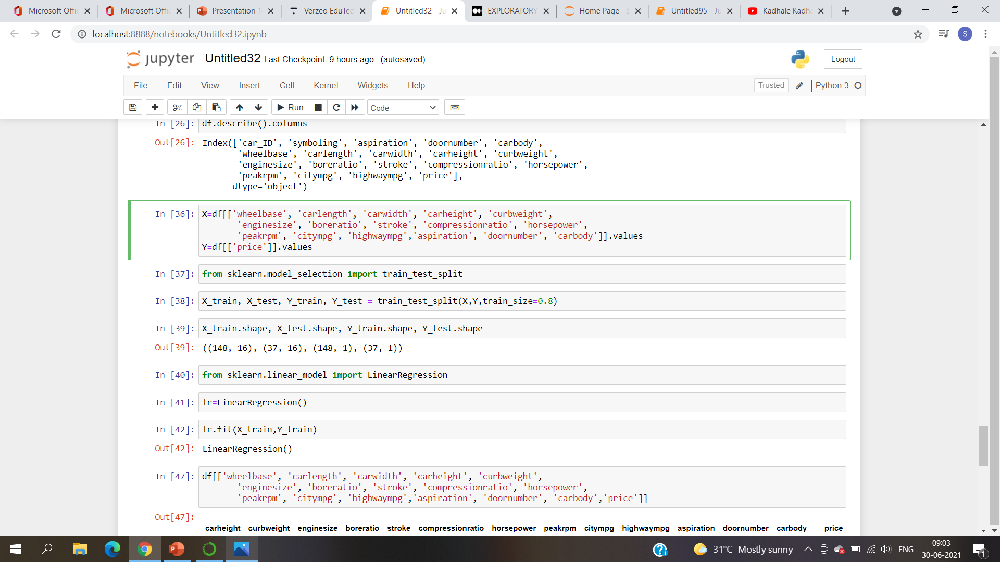 Microsoft Offic
Microsoft Offic
Presentation 1-
Verzeo EduTec
Untitled32 - Ju
EXPLORATORY
Home Page - S
Untitled95 - Ju
Kadhale Kadha
localhost:8888/notebooks/Untitled32.ipynb
S
jupyter Untitled32 Last Checkpoint: 9 hours ago (autosaved)
Logout
File Edit View Insert Cell Kernel Widgets Help
Trusted Python 3
Run Code
In [26]: df.describe().columns
Out[26]: Index(['car_ID', 'symboling', 'aspiration', 'doornumber', 'carbody',
'wheelbase', 'carlength', 'carwidth', 'carheight', 'curbweight',
'enginesize', 'boreratio', 'stroke', 'compressionratio', 'horsepower',
'peakrpm', 'citympg', 'highwaympg', 'price'],
dtype='object')
In [36]: X=df[['wheelbase', 'carlength', 'carwidth', 'carheight', 'curbweight',
'enginesize', 'boreratio', 'stroke', 'compressionratio', 'horsepower',
'peakrpm', 'citympg', 'highwaympg','aspiration', 'doornumber', 'carbody']].values
Y=df[['price']].values
In [37]: from sklearn.model_selection import train_test_split
In [38]: X_train, X_test, Y_train, Y_test = train_test_split(X,Y,train_size=0.8)
In [39]: X_train.shape, X_test.shape, Y_train.shape, Y_test.shape
Out[39]: ((148, 16), (37, 16), (148, 1), (37, 1))
In [40]: from sklearn.linear_model import LinearRegression
In [41]: lr=LinearRegression()
In [42]: lr.fit(X_train,Y_train)
Out[42]: LinearRegression()
In [47]: df[['wheelbase', 'carlength', 'carwidth', 'carheight', 'curbweight',
'enginesize', 'boreratio', 'stroke', 'compressionratio', 'horsepower',
'peakrpm', 'citympg', 'highwaympg','aspiration', 'doornumber', 'carbody','price']]
Out[47]:
carheight curbweight enginesize boreratio stroke compressionratio horsepower peakrpm citympg highwaympg aspiration doornumber carbody price
31°C Mostly sunny
ENG
09:03
30-06-2021
1